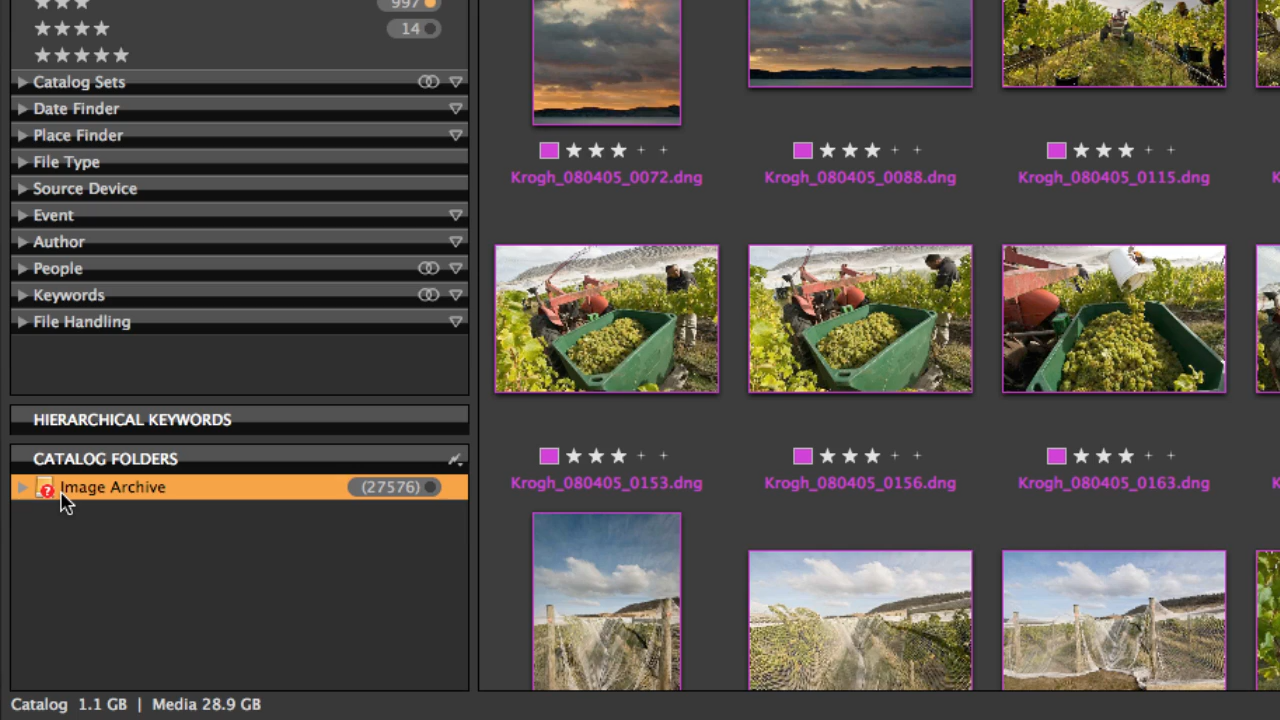 997
14
Catalog Sets
Date Finder
Place Finder
File Type
Source Device
Event
Author
People
Keywords
File Handling
HIERARCHICAL KEYWORDS
CATALOG FOLDERS
Image Archive (27576)
Catalog 1.1 GB | Media 28.9 GB
Krogh_080405_0072.dng
Krogh_080405_0088.dng
Krogh_080405_0115.dng
Krogh_080405_0153.dng
Krogh_080405_0156.dng
Krogh_080405_0163.dng